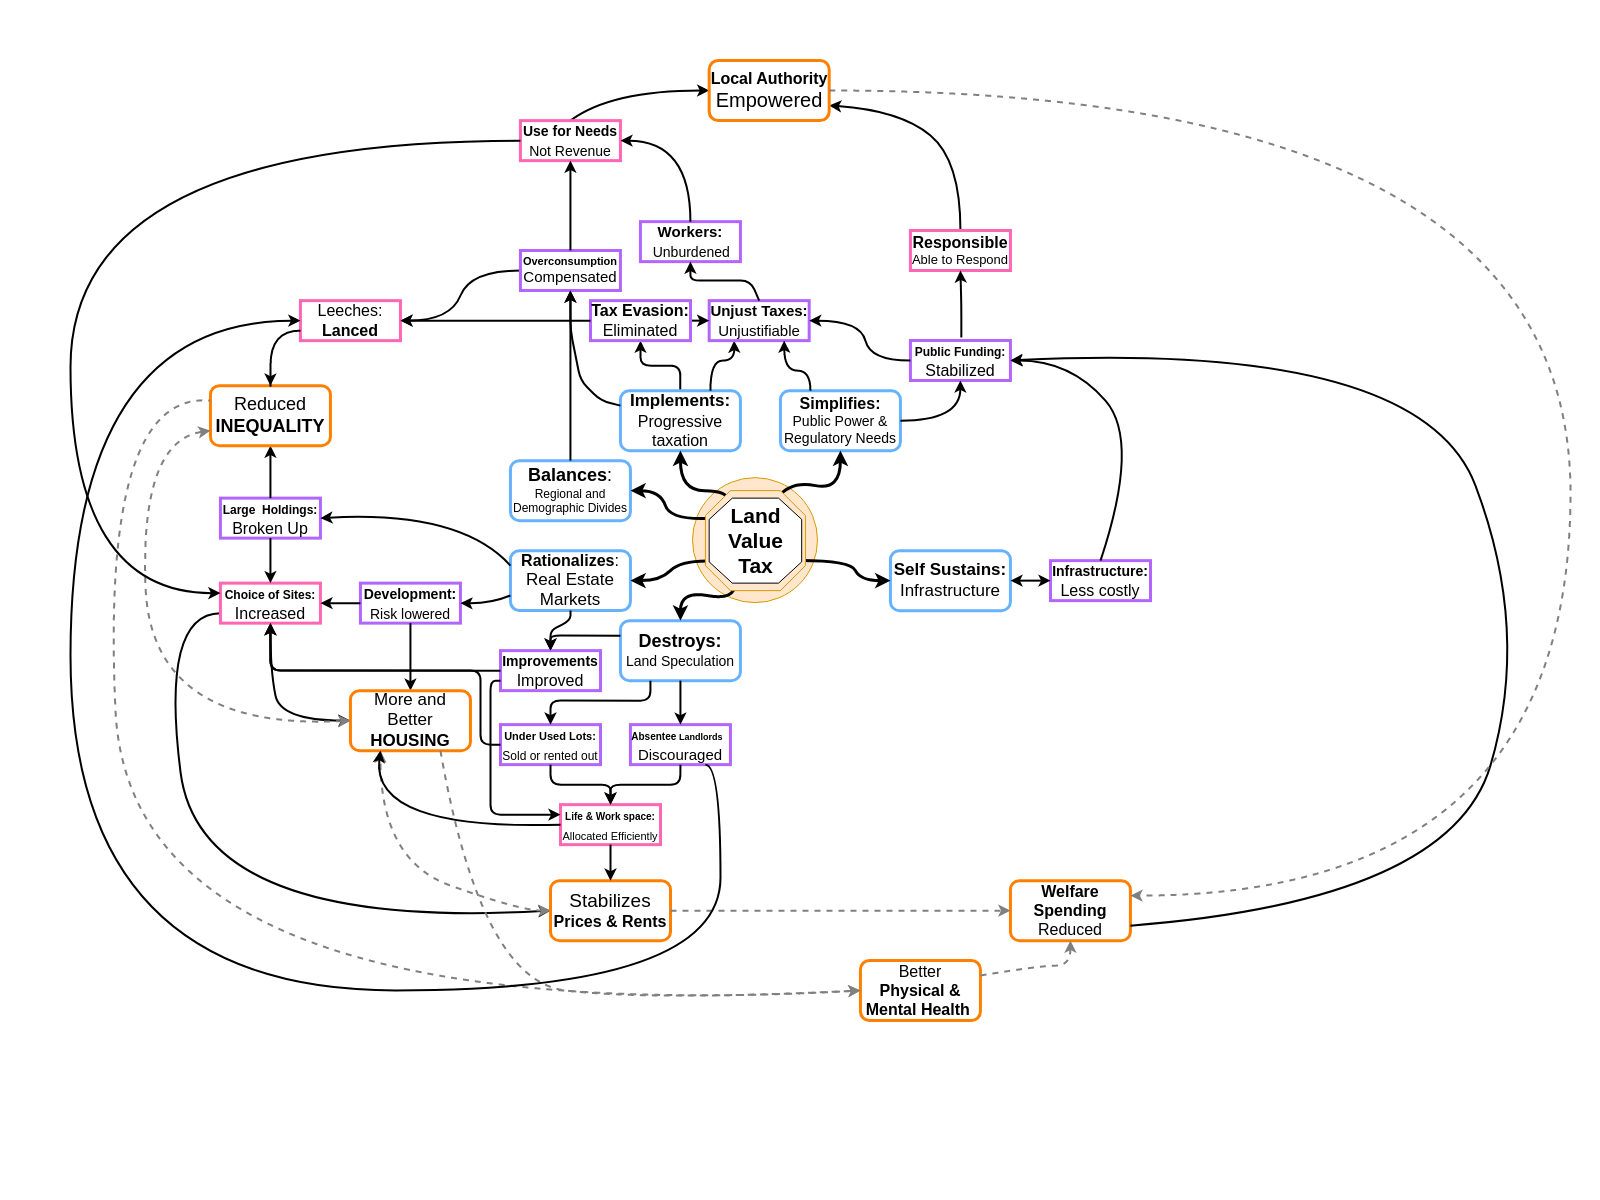 Local Authority
Empowered
Use for Needs
Not Revenue
Workers:
Unburdened
Responsible
Able to Respond
Overconsumption
Compensated
Leeches:
Lanced
Tax Evasion:
Eliminated
Unjust Taxes:
Unjustifiable
Public Funding:
Stabilized
Reduced
INEQUALITY
Implements:
Progressive
taxation
Simplifies:
Public Power &
Regulatory Needs
Balances:
Regional and
Demographic Divides
Large Holdings:
Broken Up
Land
Value
Tax
Rationalizes:
Real Estate
Markets
Self Sustains:
Infrastructure
Infrastructure:
Less costly
Choice of Sites:
Increased
Development:
Risk lowered
Destroys:
Land Speculation
Improvements
Improved
More and
Better
HOUSING
Under Used Lots:
Sold or rented out
Absentee Landlords
Discouraged
Life & Work space:
Allocated Efficiently
Stabilizes
Prices & Rents
Welfare
Spending
Reduced
Better
Physical &
Mental Health